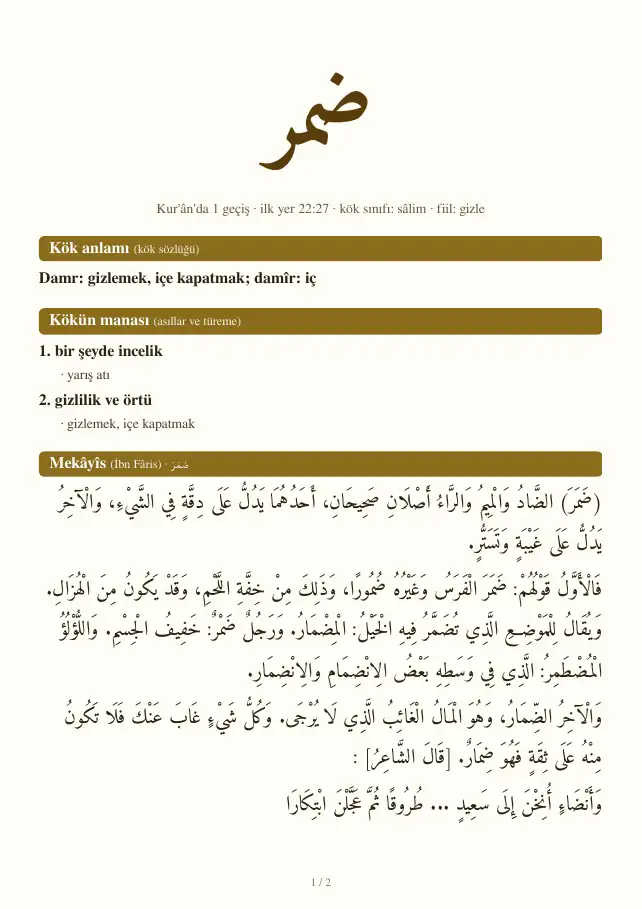 ضمر
Kur'ân'da 1 geçiş · ilk yer 22:27 · kök sınıfı: sâlim · fiil: gizle
Kök anlamı (kök sözlüğü)
Damr: gizlemek, içe kapatmak; damîr: iç
Kökün manası (asıllar ve türeme)
1. bir şeyde incelik
· yarış atı
2. gizlilik ve örtü
· gizlemek, içe kapatmak
Mekâyîs (İbn Fâris) · ضَمَرَ
(ضَمَرَ) الضَّادُ وَالْمِيمُ وَالرَّاءُ أَصْلَانِ صَحِيحَانِ، أَحَدُهُمَا يَدُلُّ عَلَى دِقَّةٍ فِي الشَّيْءِ، وَالْآخِرُ
يَدُلُّ عَلَى غَيْبَةٍ وَتَسَتُّرٍ.
فَالْأَوَّلُ قَوْلُهُمْ: ضَمَرَ الْفَرَسُ وَغَيْرُهُ ضُمُورًا، وَذَلِكَ مِنْ خِفَّةِ اللَّحْمِ، وَقَدْ يَكُونُ مِنَ الْهُزَالِ.
وَيُقَالُ لِلْمَوْضِعِ الَّذِي تُضَمَّرُ فِيهِ الْخَيْلُ: الْمِضْمَارُ. وَرَجُلٌ ضَمْرٌ: خَفِيفُ الْجِسْمِ. وَاللُّؤْلُؤُ
الْمُضْطَمِرُ: الَّذِي فِي وَسَطِهِ بَعْضُ الِانْضِمَامِ وَالِانْضِمَارِ.
وَالْآخِرُ الضِّمَارُ، وَهُوَ الْمَالُ الْغَائِبُ الَّذِي لَا يُرْجَى. وَكُلُّ شَيْءٍ غَابَ عَنْكَ فَلَا تَكُونُ
مِنْهُ عَلَى ثِقَةٍ فَهُوَ ضِمَارٌ. [قَالَ الشَّاعِرُ] :
وَأَنْضَاءٍ أُنِخْنَ إِلَى سَعِيدٍ ... طُرُوقًا ثُمَّ عَجَّلْنَ ابْتِكَارَا
1 / 2